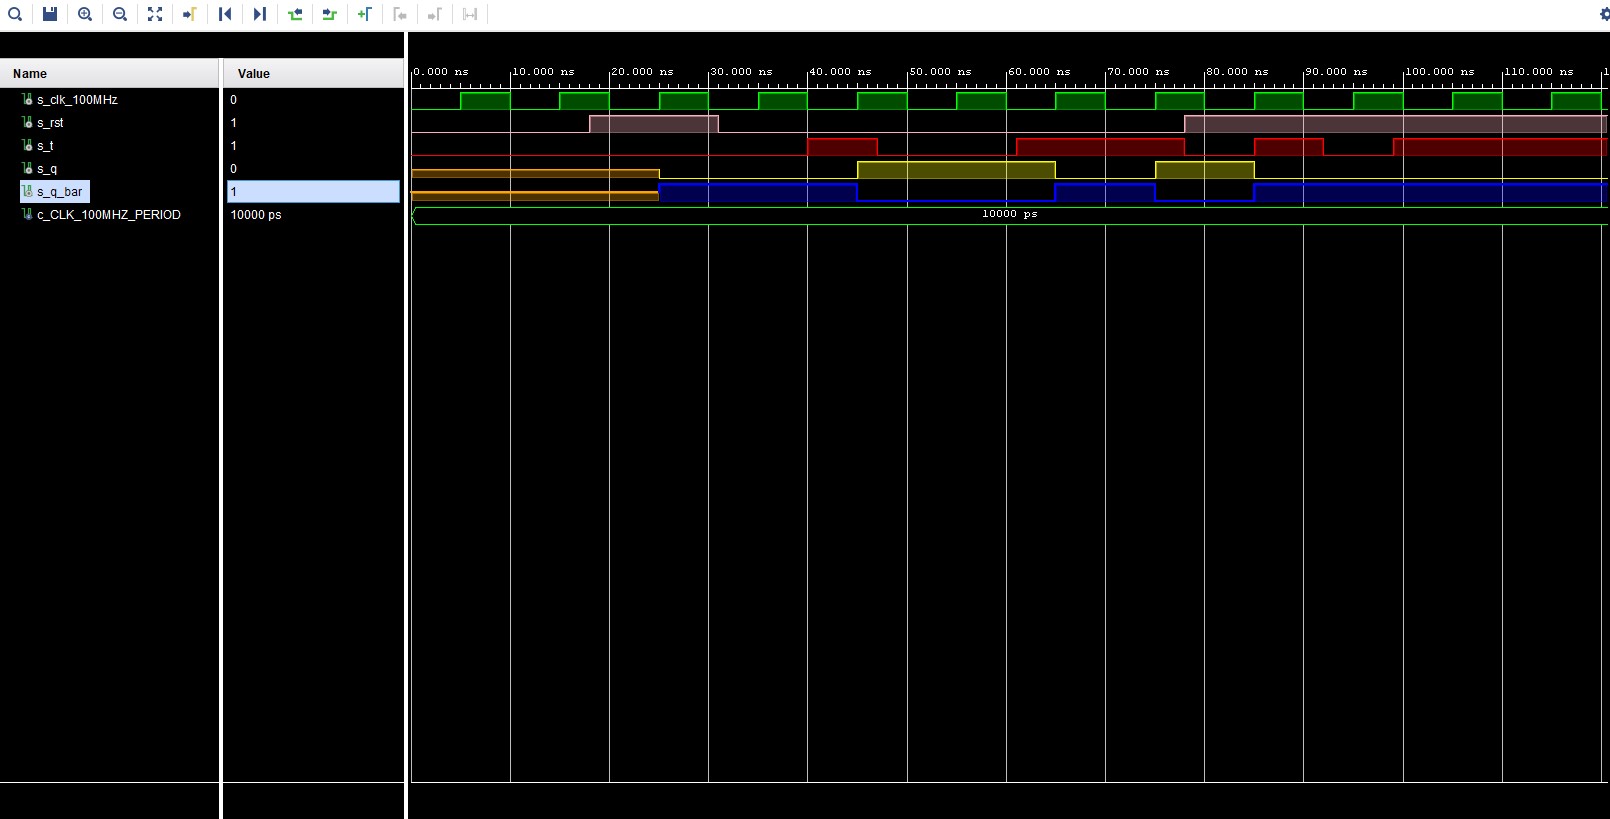 0.000 ns 10.000 ns 20.000 ns 30.000 ns 40.000 ns 50.000 ns 60.000 ns 70.000 ns 80.000 ns 90.000 ns 100.000 ns 110.000 ns 1
Name Value
s_clk_100MHz 0
s_rst 1
s_t 1
s_q 0
s_q_bar 1
c_CLK_100MHZ_PERIOD 10000 ps 10000 ps